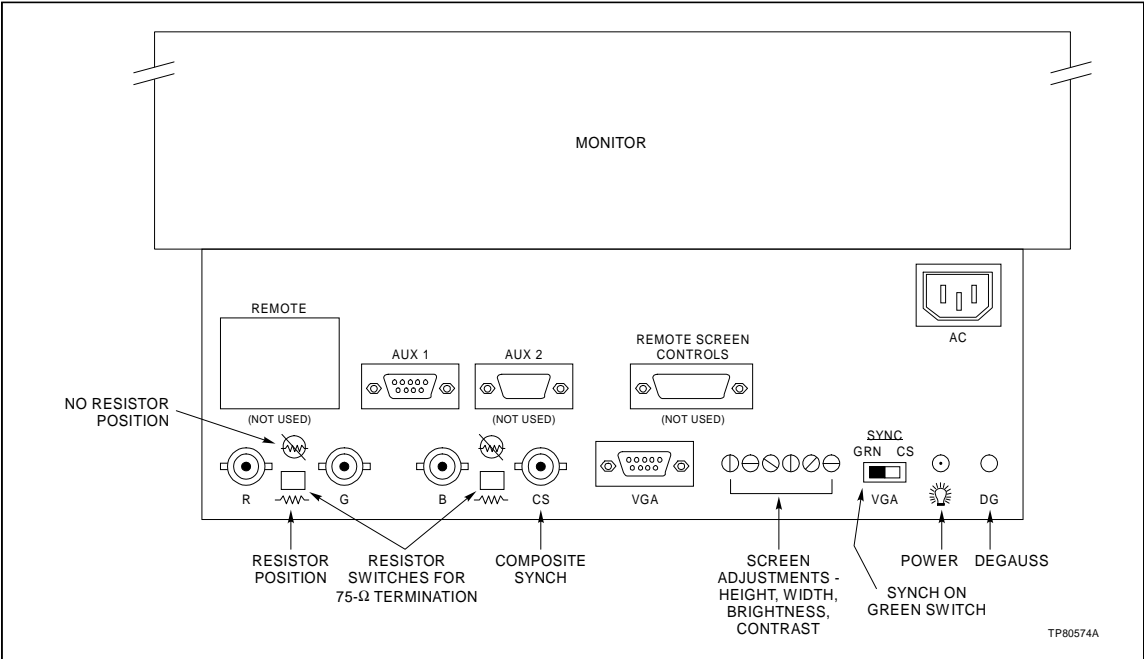 MONITOR
AC
REMOTE
(NOT USED)
AUX 1
AUX 2
(NOT USED)
REMOTE SCREEN
CONTROLS
(NOT USED)
NO RESISTOR
POSITION
R
G
B
CS
VGA
SYNC
GRN CS
VGA
DG
RESISTOR
POSITION
RESISTOR
SWITCHES FOR
75-Ω TERMINATION
COMPOSITE
SYNCH
SCREEN
ADJUSTMENTS -
HEIGHT, WIDTH,
BRIGHTNESS,
CONTRAST
SYNCH ON
GREEN SWITCH
POWER
DEGAUSS
TP80574A